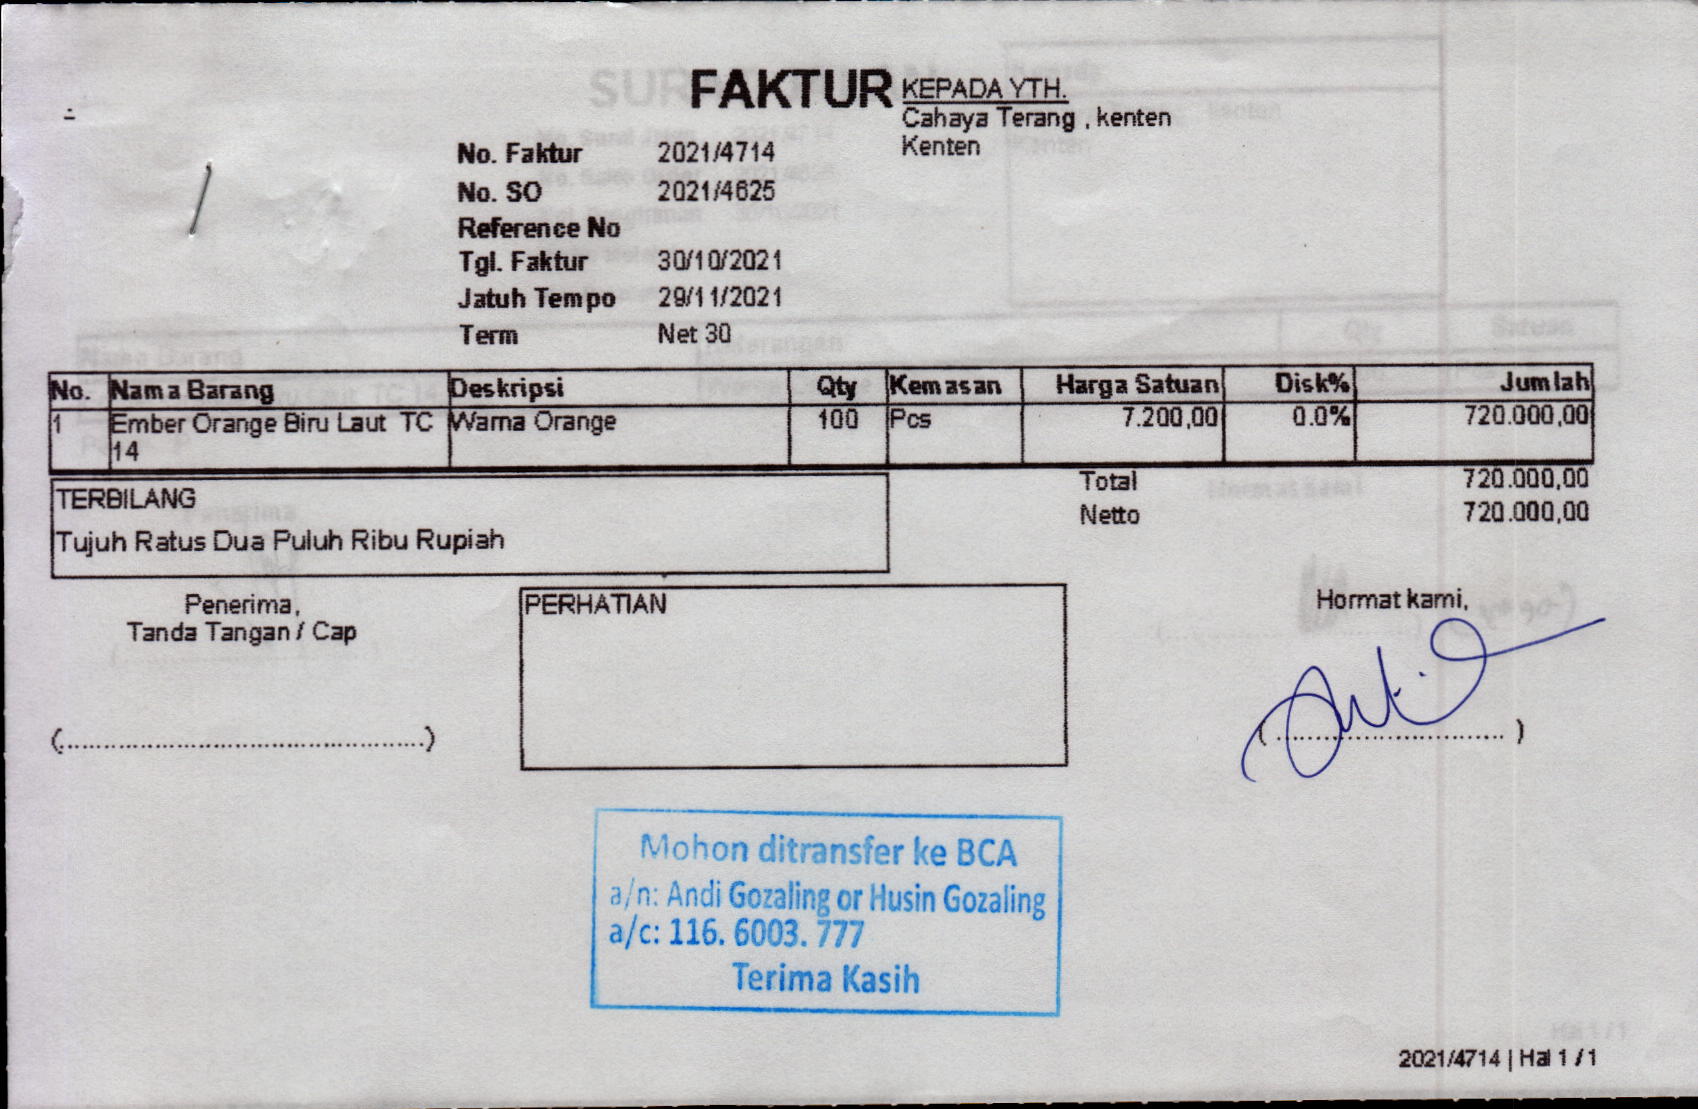 FAKTUR
KEPADA YTH.
Cahaya Terang , kenten
Kenten
No. Faktur 2021/4714
No. SO 2021/4625
Reference No
Tgl. Faktur 30/10/2021
Jatuh Tempo 29/11/2021
Term Net 30
No. Nama Barang Deskripsi Qty Kemasan Harga Satuan Disk% Jumlah
1 Ember Orange Biru Laut TC 14 Warna Orange 100 Pcs 7.200,00 0.0% 720.000,00
Total 720.000,00
Netto 720.000,00
TERBILANG
Tujuh Ratus Dua Puluh Ribu Rupiah
Penerima,
Tanda Tangan / Cap
(....................................................)
PERHATIAN
Hormat kami,
(................................ )
Mohon ditransfer ke BCA
a/n: Andi Gozaling or Husin Gozaling
a/c: 116. 6003. 777
Terima Kasih
2021/4714 | Hal 1 / 1